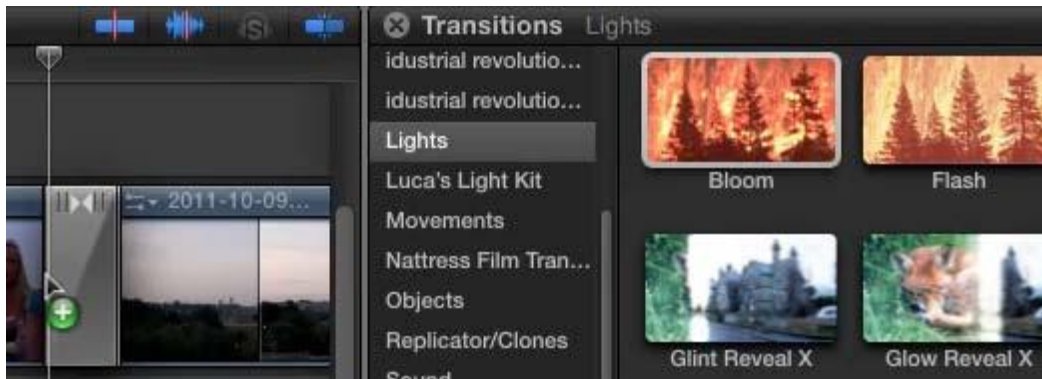 Transitions Lights
idustrial revolutio...
idustrial revolutio...
Lights
Luca's Light Kit
Movements
Nattress Film Tran...
Objects
Replicator/Clones
Bloom
Flash
Glint Reveal X
Glow Reveal X
2011-10-09...
S